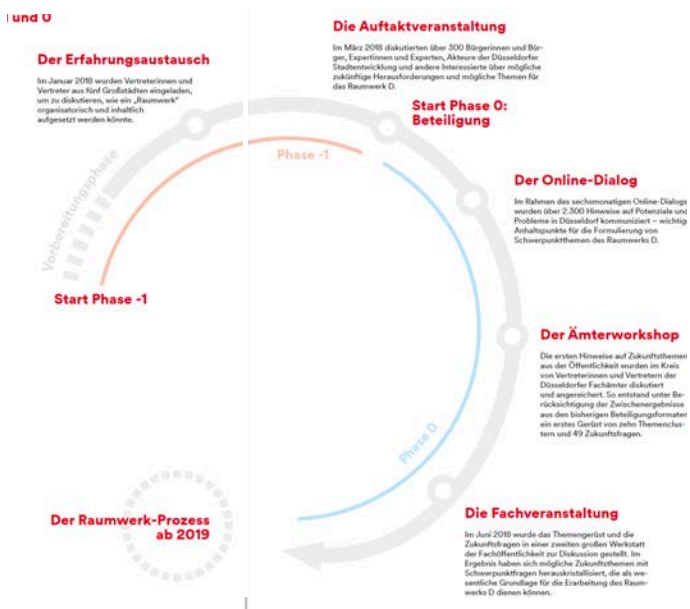 und 0
Der Erfahrungsaustausch
Im Januar 2018 wurden Vertreterinnen und
Vertreter aus fünf Großstädten eingeladen,
um zu diskutieren, wie ein „Raumwerk"
organisatorisch und inhaltlich
aufgesetzt werden könnte.
Vorbereitungsphase
Start Phase -1
Phase -1
Die Auftaktveranstaltung
Im März 2018 diskutierten über 300 Bürgerinnen und Bür-
ger, Expertinnen und Experten, Akteure der Düsseldorfer
Stadtentwicklung und andere Interessierte über mögliche
zukünftige Herausforderungen und mögliche Themen für
das Raumwerk D.
Start Phase 0:
Beteiligung
Der Online-Dialog
Im Rahmen des sechsmonatigen Online-Dialogs
wurden über 2.300 Hinweise auf Potenziale und
Probleme in Düsseldorf kommuniziert – wichtige
Anhaltspunkte für die Formulierung von
Schwerpunktthemen des Raumwerks D.
Der Ämterworkshop
Die ersten Hinweise auf Zukunftsthemen
aus der Öffentlichkeit wurden im Kreis
von Vertreterinnen und Vertretern der
Düsseldorfer Fachämter diskutiert
und angereichert. So entstand unter Be-
rücksichtigung der Zwischenergebnisse
aus den bisherigen Beteiligungsformaten
ein erstes Gerüst von zehn Themenclus-
tern und 49 Zukunftsfragen.
Phase 0
Die Fachveranstaltung
Im Juni 2018 wurde das Themengerüst und die
Zukunftsfragen in einer zweiten großen Werkstatt
der Fachöffentlichkeit zur Diskussion gestellt. Im
Ergebnis haben sich mögliche Zukunftsthemen mit
Schwerpunktfragen herauskristallisiert, die als we-
sentliche Grundlage für die Erarbeitung des Raum-
werks D dienen können.
Der Raumwerk-Prozess
ab 2019